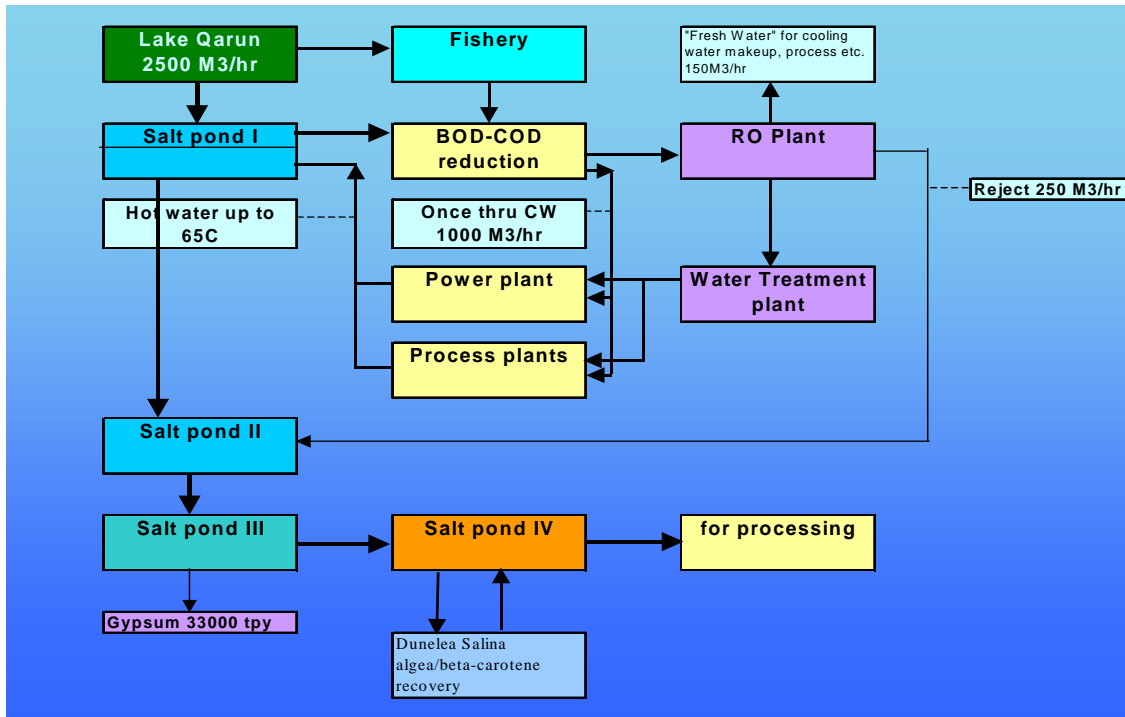 Lake Qarun
2500 M3/hr
Fishery
"Fresh Water" for cooling
water makeup, process etc.
150M3/hr
Salt pond I
BOD-COD
reduction
RO Plant
Reject 250 M3/hr
Hot water up to
65C
Once thru CW
1000 M3/hr
Power plant
Water Treatment
plant
Process plants
Salt pond II
Salt pond III
Salt pond IV
for processing
Gypsum 33000 tpy
Dunelea Salina
algea/beta-carotene
recovery